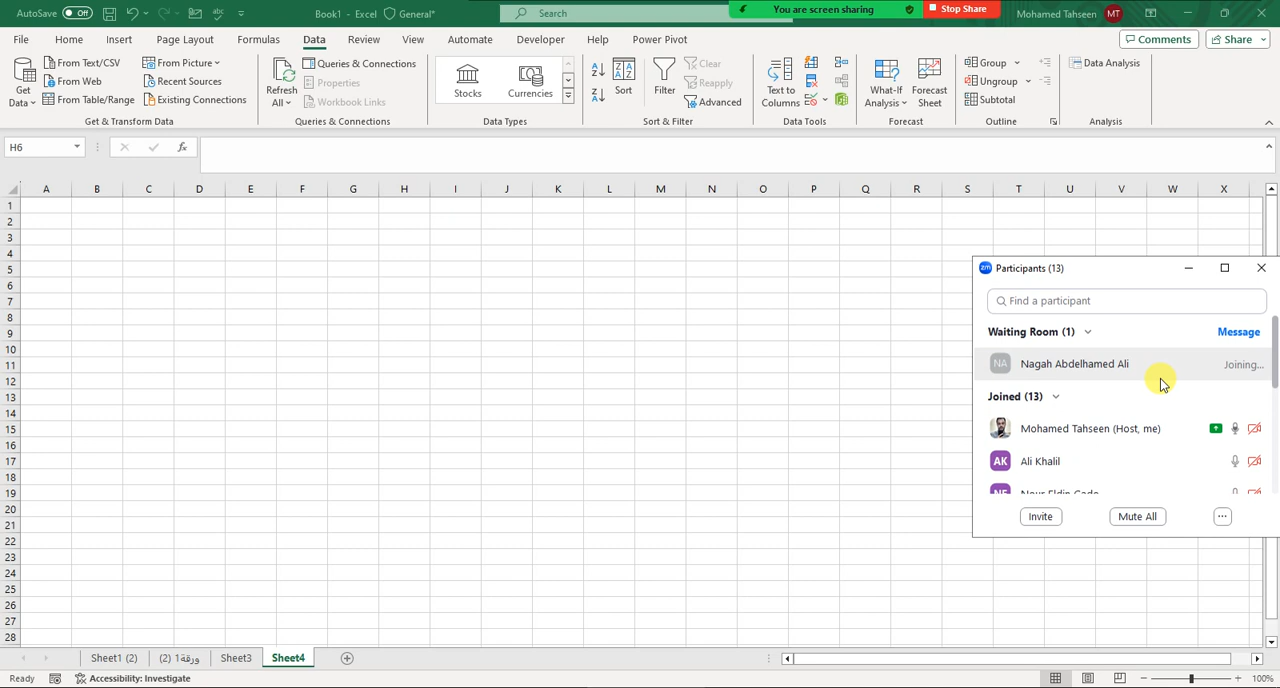 AutoSave Off Book1 - Excel General* Search You are screen sharing Stop Share Mohamed Tahseen MT
File Home Insert Page Layout Formulas Data Review View Automate Developer Help Power Pivot Comments Share
Get Data From Text/CSV From Web From Table/Range From Picture Recent Sources Existing Connections
Get & Transform Data
Refresh All Queries & Connections Properties Workbook Links
Queries & Connections
Stocks Currencies
Data Types
Sort Filter Clear Reapply Advanced
Sort & Filter
Text to Columns
Data Tools
What-If Analysis Forecast Sheet
Forecast
Group Ungroup Subtotal
Outline
Data Analysis
Analysis
H6 fx
A B C D E F G H I J K L M N O P Q R S T U V W X
1
2
3
4
5
6
7
8
9
10
11
12
13
14
15
16
17
18
19
20
21
22
23
24
25
26
27
28
zm Participants (13)
Find a participant
Waiting Room (1) Message
NA Nagah Abdelhamed Ali Joining...
Joined (13)
Mohamed Tahseen (Host, me)
AK Ali Khalil
Invite Mute All ...
Sheet1 (2) ورقة1 (2) Sheet3 Sheet4
Ready Accessibility: Investigate 100%